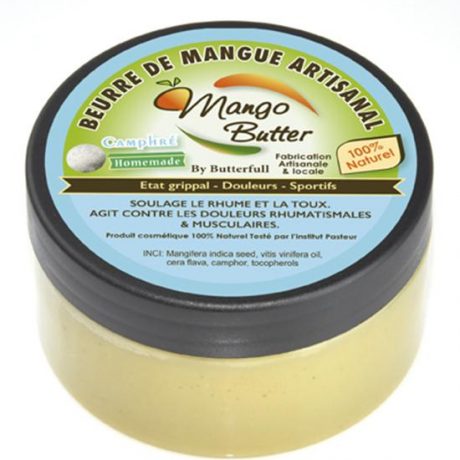 BEURRE DE MANGUE ARTISANAL
Mango
Butter
CAMPHRÉ
Homemade
By Butterfull
Fabrication
Artisanale
& locale
100%
Naturel
Etat grippal - Douleurs - Sportifs
SOULAGE LE RHUME ET LA TOUX.
AGIT CONTRE LES DOULEURS RHUMATISMALES
& MUSCULAIRES.
Produit cosmétique 100% Naturel Testé par l'institut Pasteur
INCI: Mangifera indica seed, vitis vinifera oil,
cera flava, camphor, tocopherols